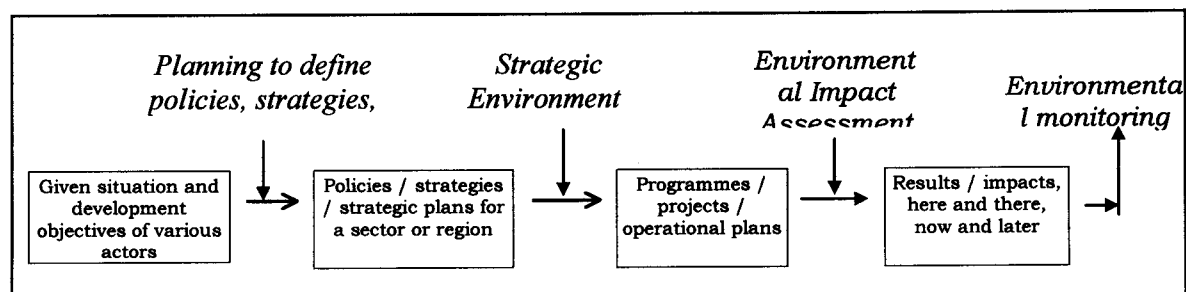 Planning to define
policies, strategies,
Strategic
Environment
Environment
al Impact
Assessment
Environmenta
l monitoring
Given situation and
development
objectives of various
actors
Policies / strategies
/ strategic plans for
a sector or region
Programmes /
projects /
operational plans
Results / impacts,
here and there,
now and later